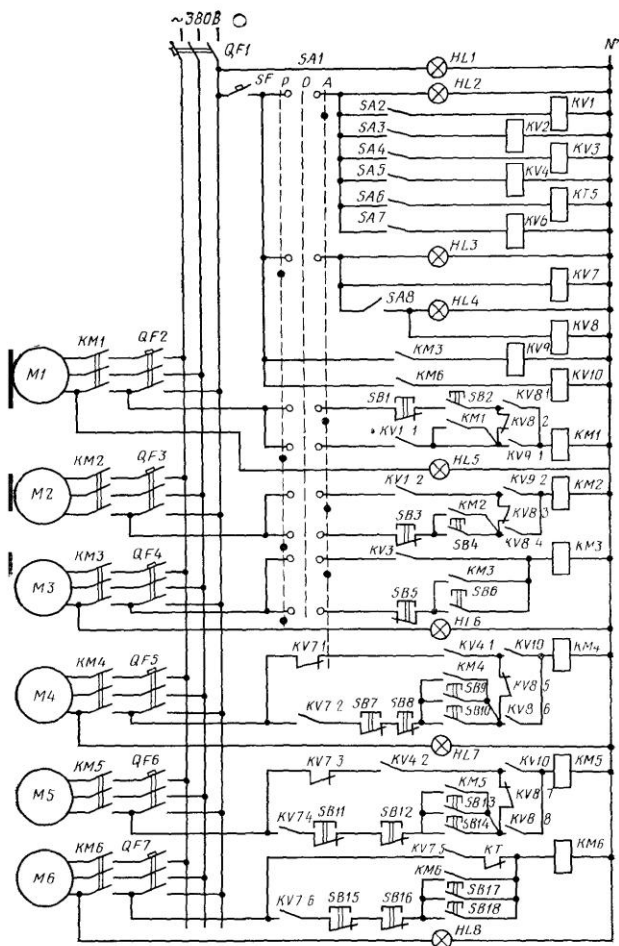 ~380В О
QF1
N
SA1
HL1
SF
P O A
HL2
SA2
KV1
SA3
KV2
SA4
KV3
SA5
KV4
SA6
KT5
SA7
KV6
HL3
KV7
SA8
HL4
KV8
KM3
KV9
KM6
KV10
M1
KM1
QF2
SB1
SB2
KV8 1
KM1
KV8 2
KV1 1
KV9 1
KM1
HL5
M2
KM2
QF3
KV1 2
KV9 2
KM2
KM2
KV8 3
SB3
SB4
KV8 4
M3
KM3
QF4
KV3
KM3
KM3
SB5
SB6
HL6
M4
KM4
QF5
KV7 1
KV4 1
KV10
KM4
KM4
KV8 5
KV7 2
SB7
SB8
SB9
SB10
KV8 6
HL7
M5
KM5
QF6
KV7 3
KV4 2
KV10
KM5
KM5
KV8 7
KV7 4
SB11
SB12
SB13
SB14
KV8 8
M6
KM6
QF7
KV7 5
KT
KM6
KM6
KV7 6
SB15
SB16
SB17
SB18
HL8